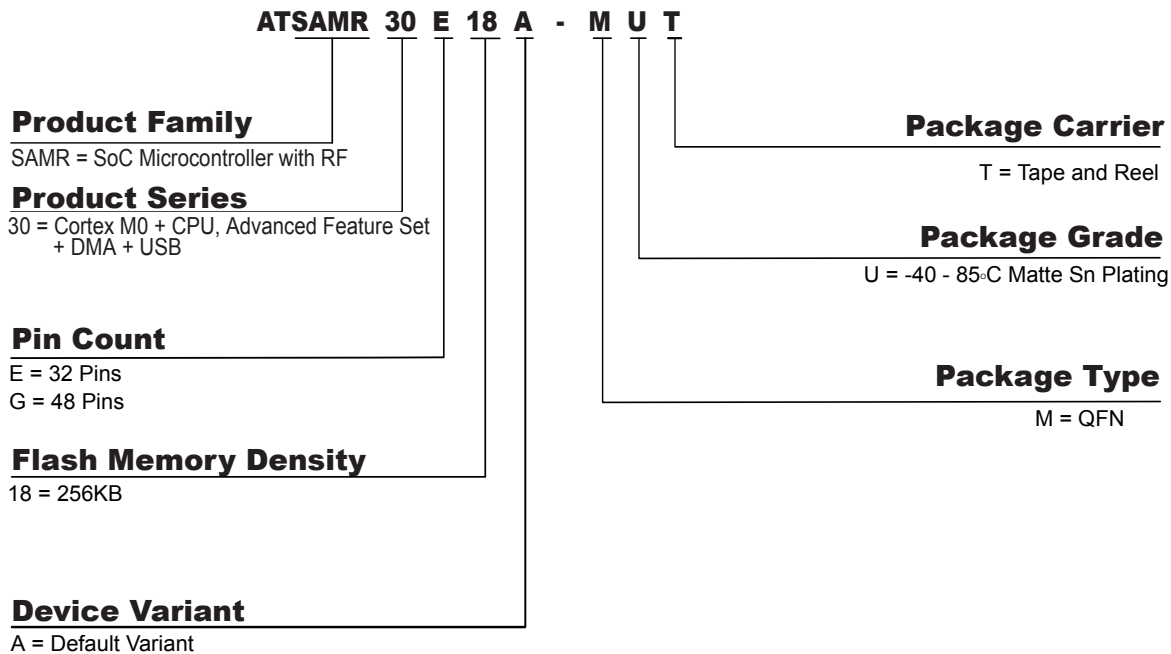 ATSAMR 30 E 18 A - M U T
Product Family
SAMR = SoC Microcontroller with RF
Product Series
30 = Cortex M0 + CPU, Advanced Feature Set
+ DMA + USB
Pin Count
E = 32 Pins
G = 48 Pins
Flash Memory Density
18 = 256KB
Device Variant
A = Default Variant
Package Carrier
T = Tape and Reel
Package Grade
U = -40 - 85°C Matte Sn Plating
Package Type
M = QFN